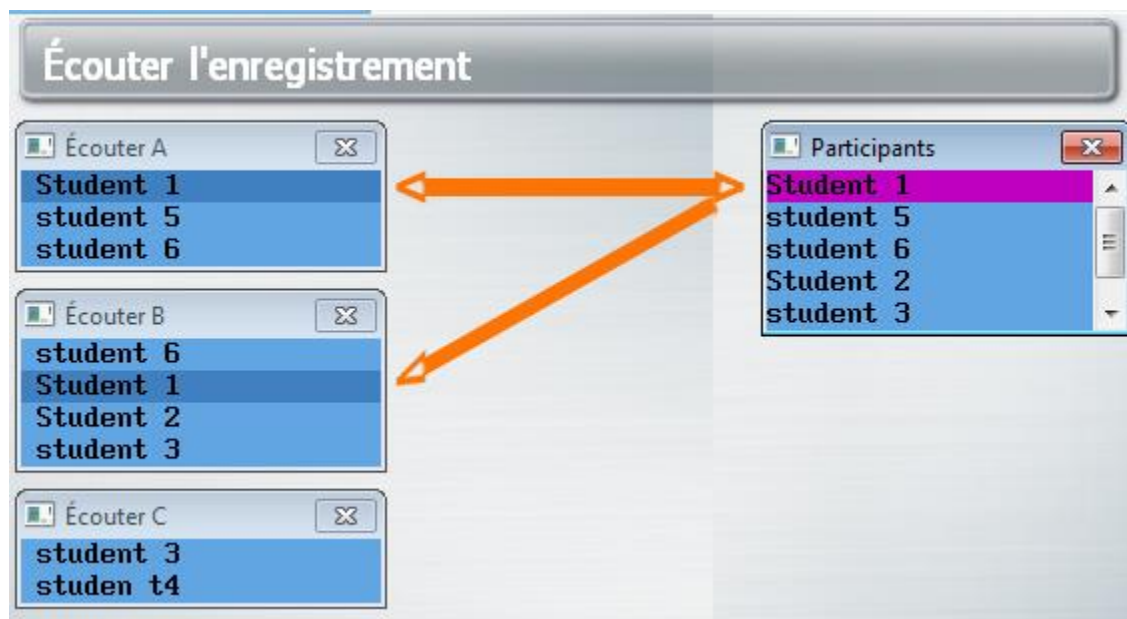 Écouter l'enregistrement
Écouter A
Student 1
student 5
student 6
Écouter B
student 6
Student 1
Student 2
student 3
Écouter C
student 3
studen t4
Participants
Student 1
student 5
student 6
Student 2
student 3